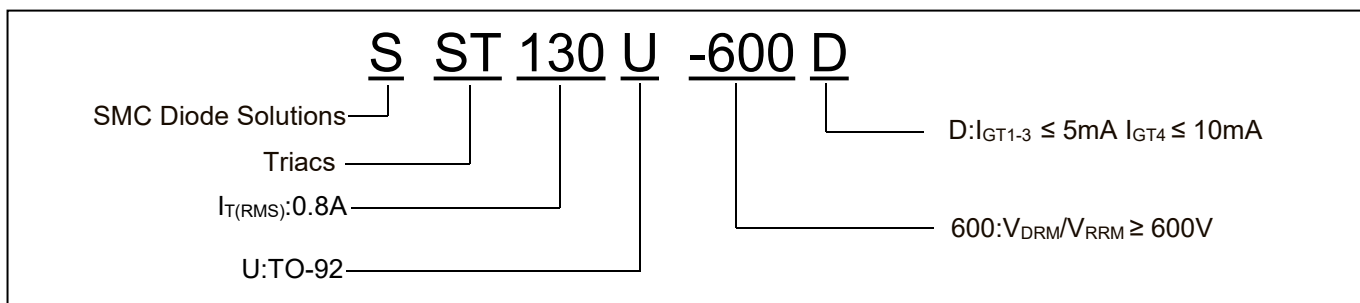 S ST 130 U -600 D
SMC Diode Solutions
D:IGT1-3 ≤ 5mA IGT4 ≤ 10mA
Triacs
IT(RMS):0.8A
600:VDRM/VRRM ≥ 600V
U:TO-92